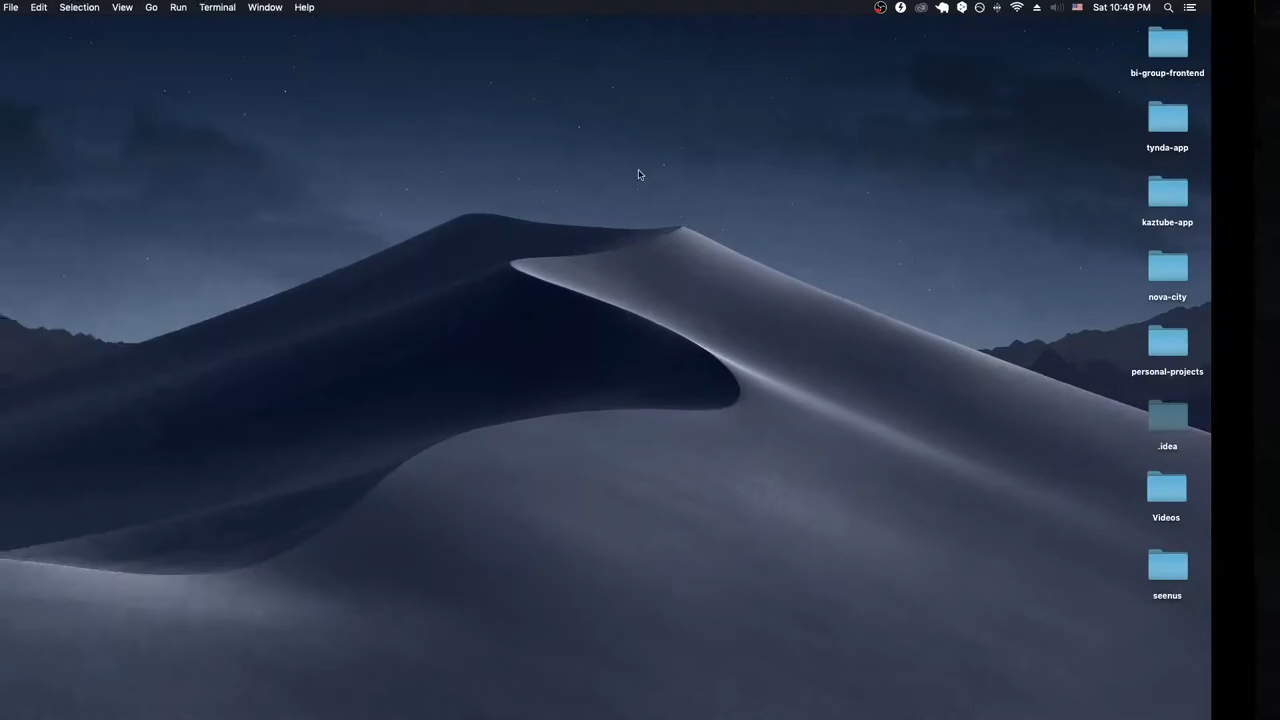 File Edit Selection View Go Run Terminal Window Help Sat 10:49 PM
bi-group-frontend
tynda-app
kaztube-app
nova-city
personal-projects
.idea
Videos
seenus